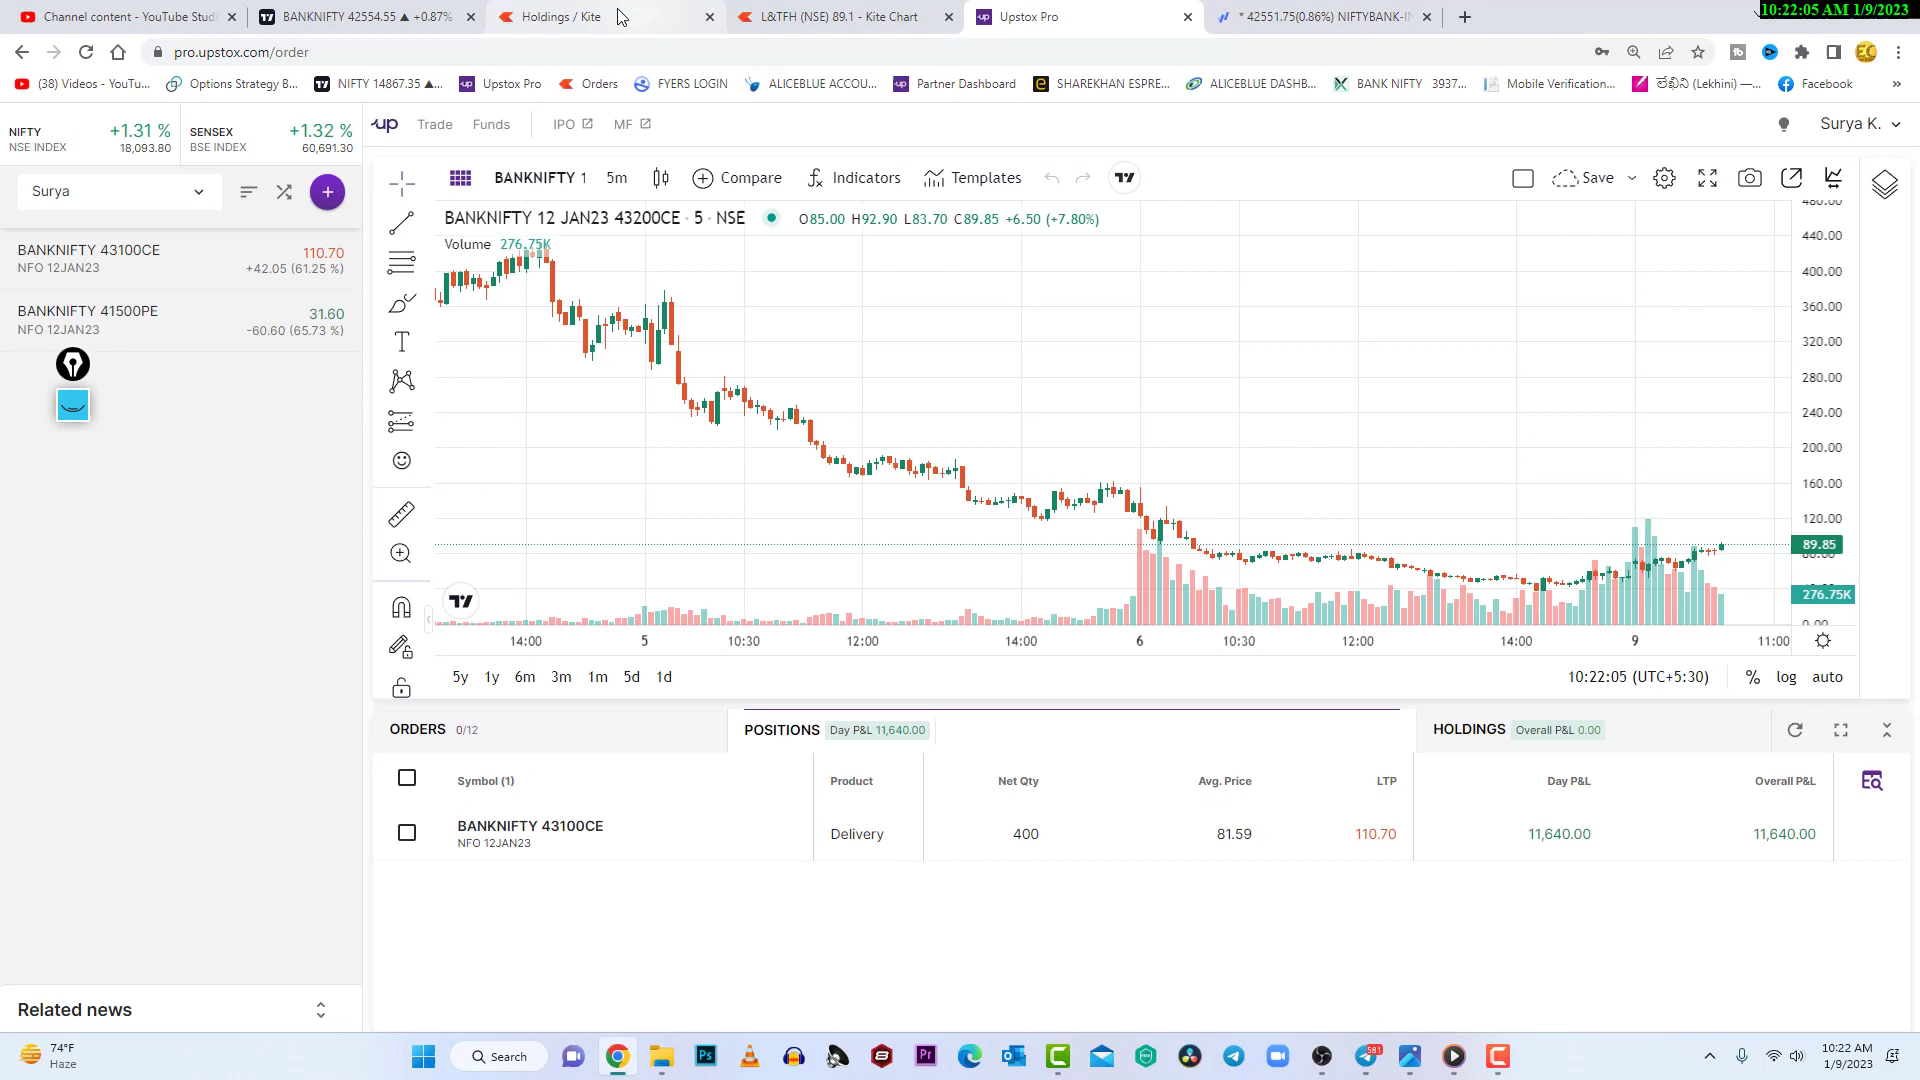 Channel content - YouTube Studi
BANKNIFTY 42554.55 ▲ +0.87%
Holdings / Kite
L&TFH (NSE) 89.1 - Kite Chart
Upstox Pro
* 42551.75(0.86%) NIFTYBANK-IN
10:22:05 AM 1/9/2023
pro.upstox.com/order
(38) Videos - YouTu...
Options Strategy B...
NIFTY 14867.35 ▲...
Upstox Pro
Orders
FYERS LOGIN
ALICEBLUE ACCOU...
Partner Dashboard
SHAREKHAN ESPRE...
ALICEBLUE DASHB...
BANK NIFTY 3937...
Mobile Verification...
లేఖిని (Lekhini) —...
Facebook
»
NIFTY +1.31 %
NSE INDEX 18,093.80
SENSEX +1.32 %
BSE INDEX 60,691.30
up Trade Funds IPO MF
Surya K.
Surya
BANKNIFTY 43100CE 110.70
NFO 12JAN23 +42.05 (61.25 %)
BANKNIFTY 41500PE 31.60
NFO 12JAN23 -60.60 (65.73 %)
BANKNIFTY 1 5m Compare Indicators Templates Save
BANKNIFTY 12 JAN23 43200CE · 5 · NSE O85.00 H92.90 L83.70 C89.85 +6.50 (+7.80%)
Volume 276.75K
480.00
440.00
400.00
360.00
320.00
280.00
240.00
200.00
160.00
120.00
89.85
276.75K
0.00
14:00 5 10:30 12:00 14:00 6 10:30 12:00 14:00 9 11:00
5y 1y 6m 3m 1m 5d 1d 10:22:05 (UTC+5:30) % log auto
ORDERS 0/12
POSITIONS Day P&L 11,640.00
HOLDINGS Overall P&L 0.00
Symbol (1) Product Net Qty Avg. Price LTP Day P&L Overall P&L
BANKNIFTY 43100CE Delivery 400 81.59 110.70 11,640.00 11,640.00
NFO 12JAN23
Related news
74°F
Haze
Search
Ps
Pr
581
10:22 AM
1/9/2023